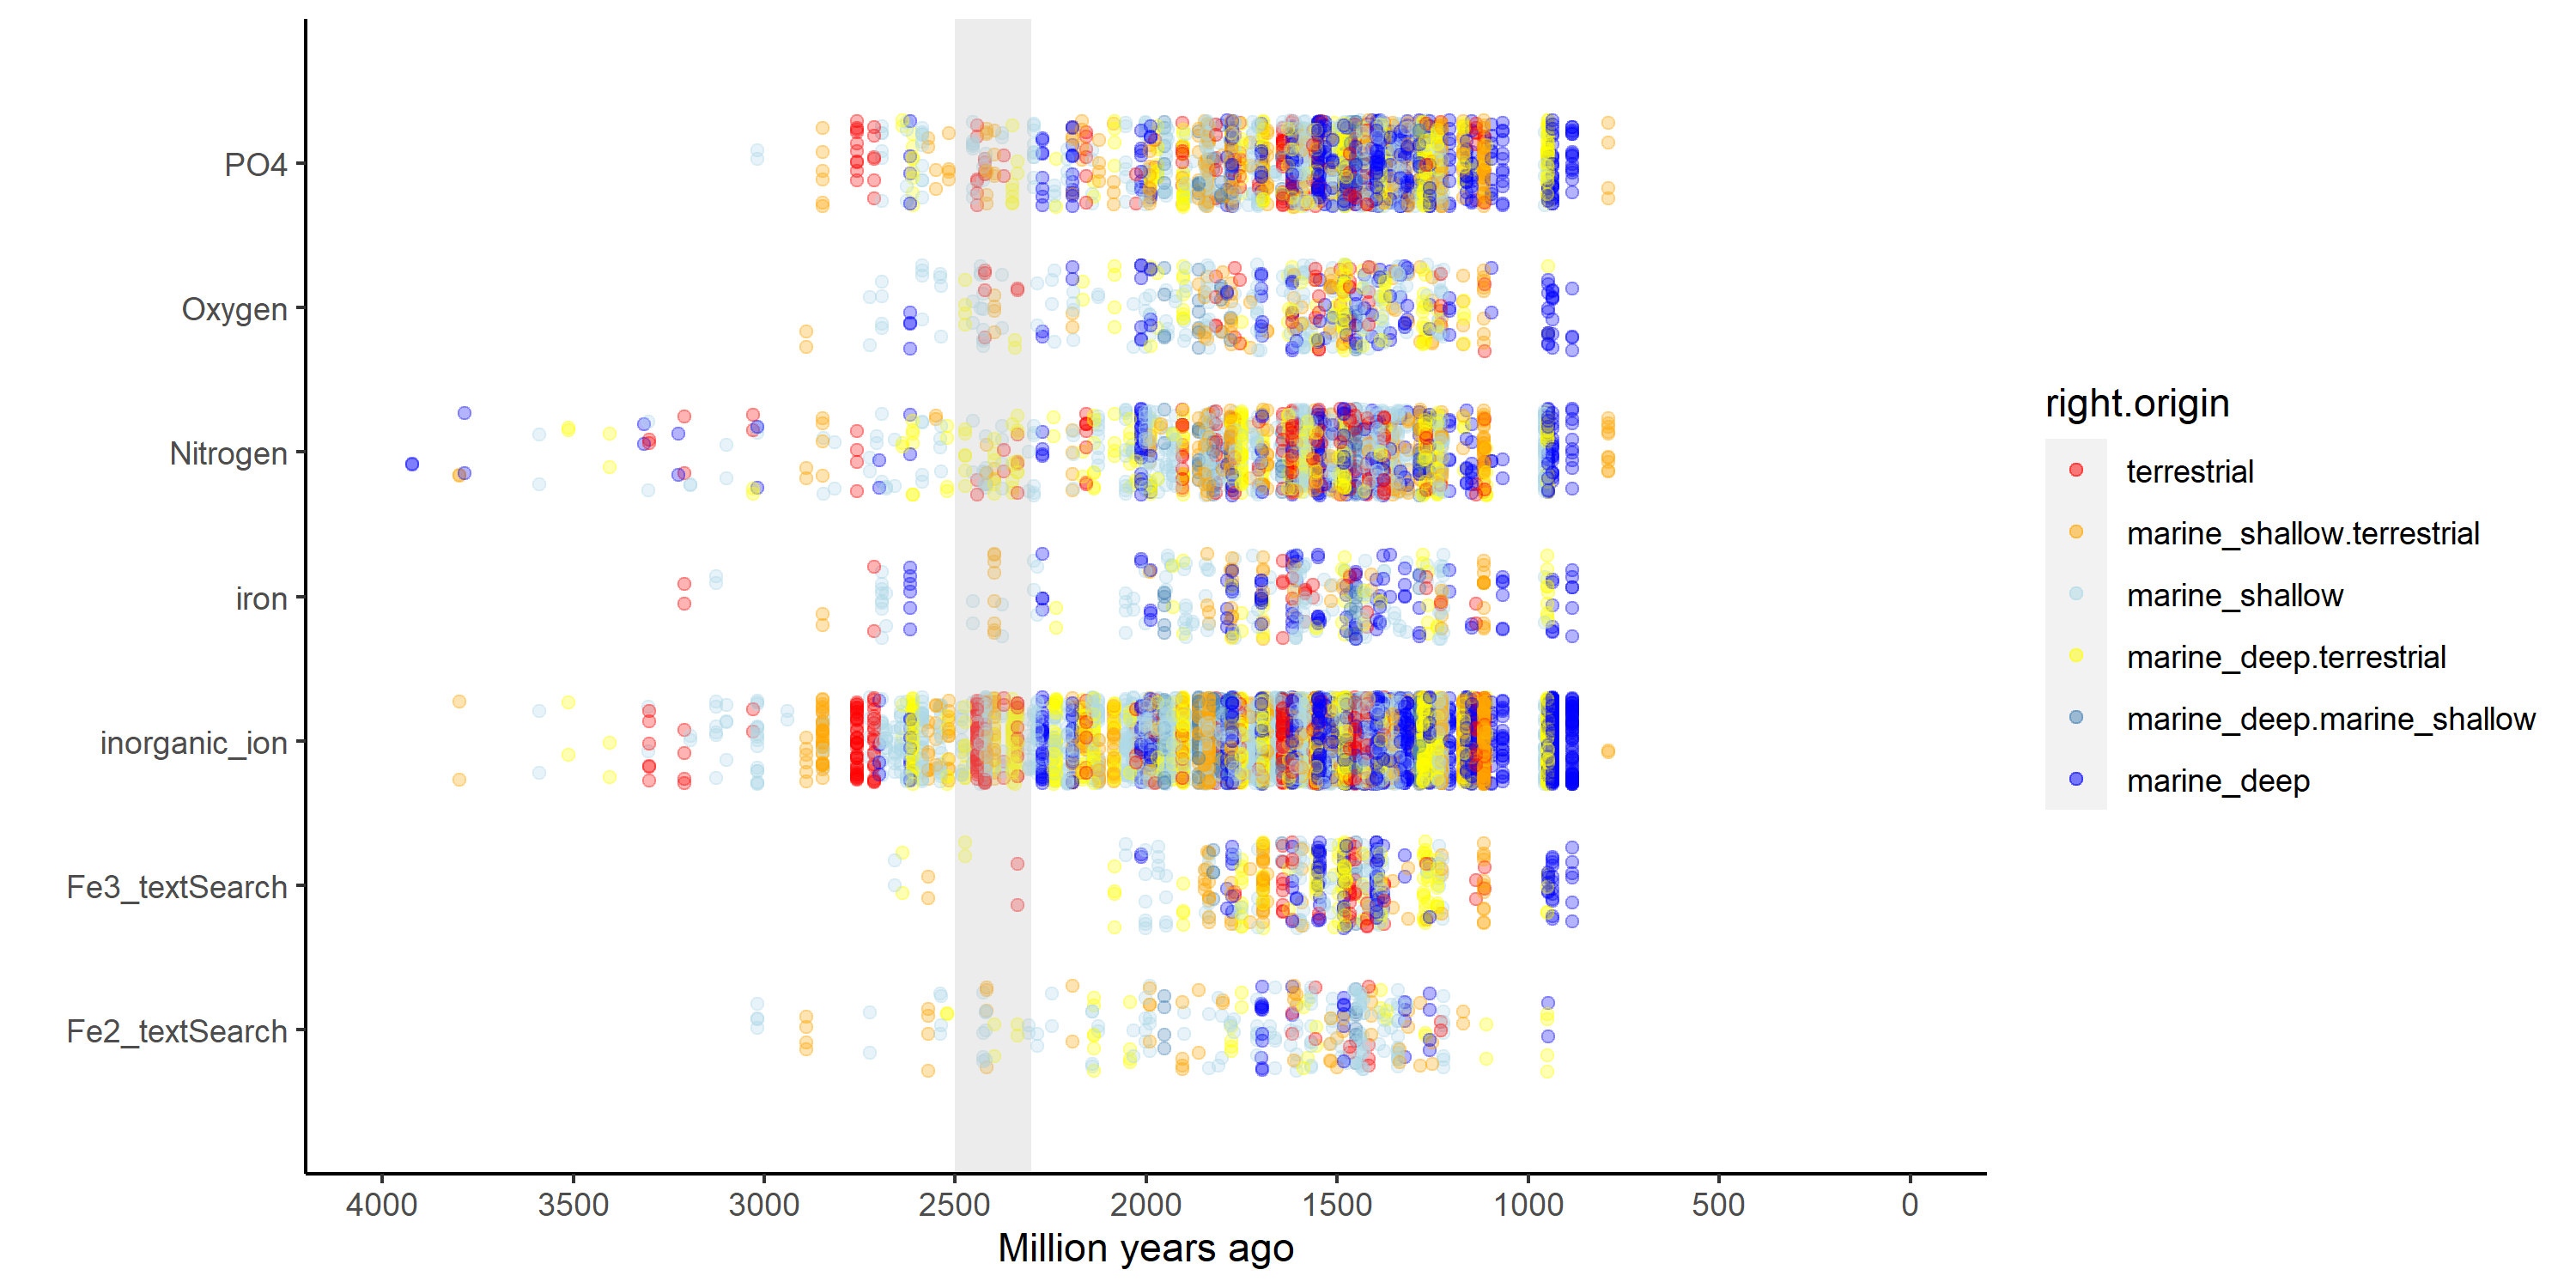 PO4
Oxygen
Nitrogen
iron
inorganic_ion
Fe3_textSearch
Fe2_textSearch
4000 3500 3000 2500 2000 1500 1000 500 0
Million years ago
right.origin
terrestrial
marine_shallow.terrestrial
marine_shallow
marine_deep.terrestrial
marine_deep.marine_shallow
marine_deep